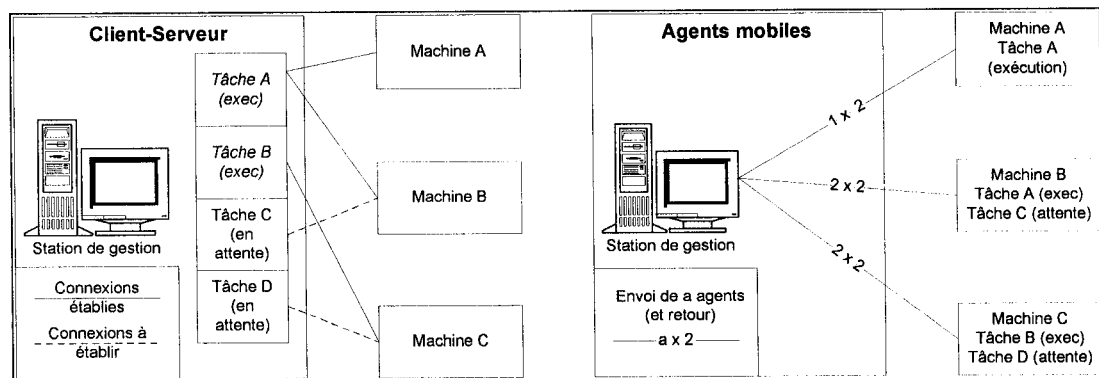 Client-Serveur
Tâche A
(exec)
Tâche B
(exec)
Tâche C
(en
attente)
Tâche D
(en
attente)
Station de gestion
Connexions
établies
Connexions à
établir
Machine A
Machine B
Machine C
Agents mobiles
Station de gestion
Envoi de a agents
(et retour)
a x 2
1 x 2
2 x 2
2 x 2
Machine A
Tâche A
(exécution)
Machine B
Tâche A (exec)
Tâche C (attente)
Machine C
Tâche B (exec)
Tâche D (attente)